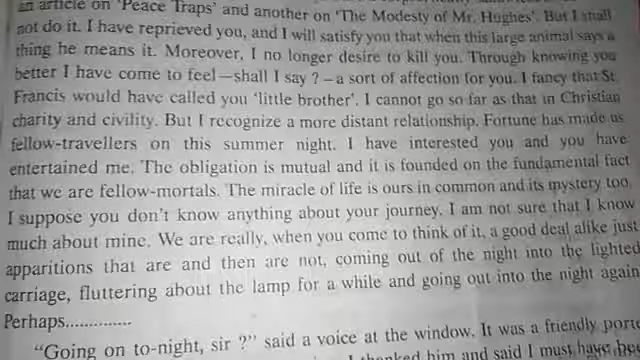 an article on 'Peace Traps' and another on 'The Modesty of Mr. Hughes'. But I shall
not do it. I have reprieved you, and I will satisfy you that when this large animal says a
thing he means it. Moreover, I no longer desire to kill you. Through knowing you
better I have come to feel—shall I say ? – a sort of affection for you. I fancy that St.
Francis would have called you 'little brother'. I cannot go so far as that in Christian
charity and civility. But I recognize a more distant relationship. Fortune has made us
fellow-travellers on this summer night. I have interested you and you have
entertained me. The obligation is mutual and it is founded on the fundamental fact
that we are fellow-mortals. The miracle of life is ours in common and its mystery too.
I suppose you don't know anything about your journey. I am not sure that I know
much about mine. We are really, when you come to think of it, a good deal alike just
apparitions that are and then are not, coming out of the night into the lighted
carriage, fluttering about the lamp for a while and going out into the night again
Perhaps..............
"Going on to-night, sir ?" said a voice at the window. It was a friendly porte
I thanked him and said I must have bee